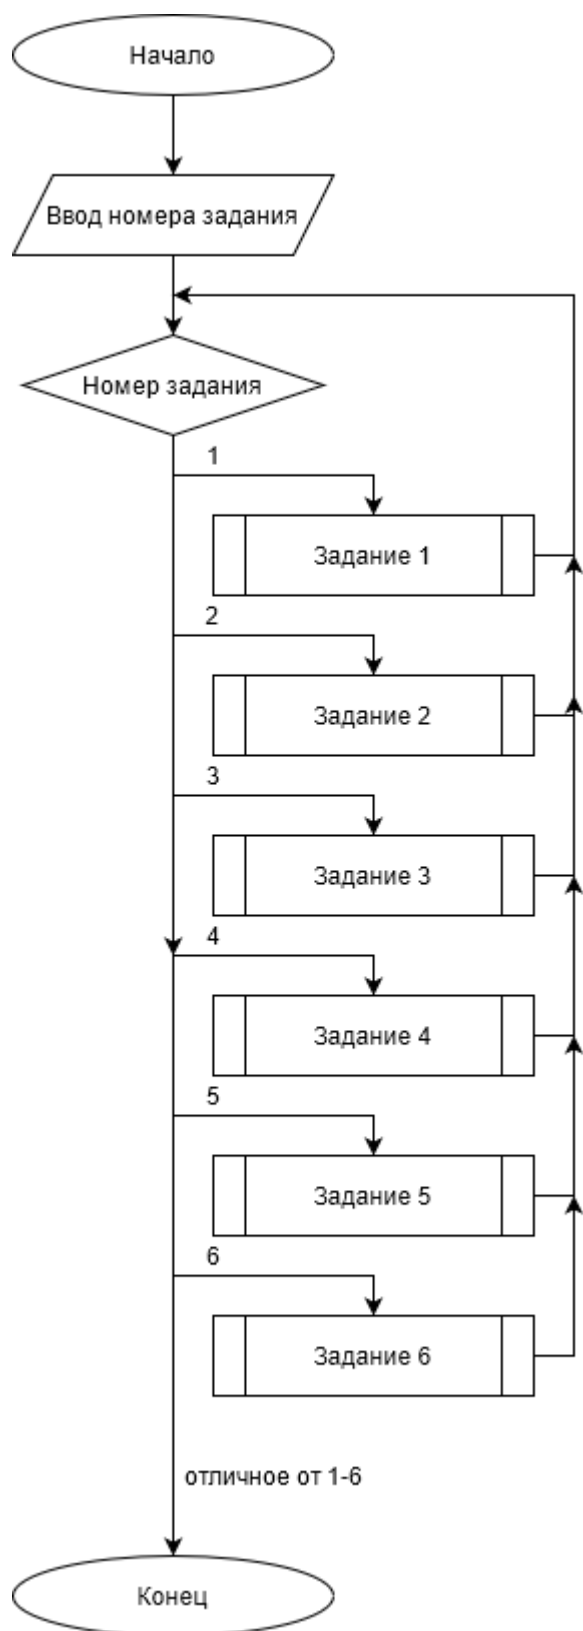 Начало
Ввод номера задания
Номер задания
1
Задание 1
2
Задание 2
3
Задание 3
4
Задание 4
5
Задание 5
6
Задание 6
отличное от 1-6
Конец